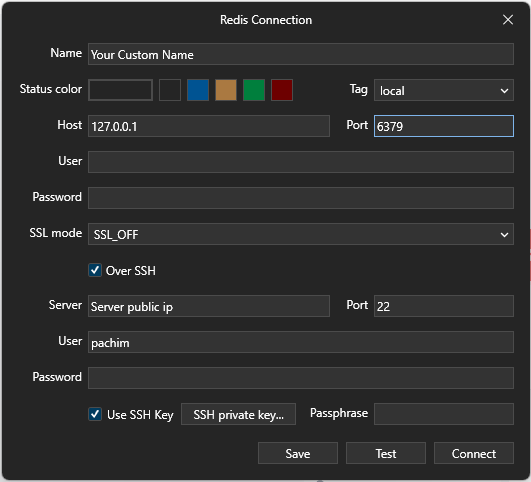 Redis Connection
Name Your Custom Name
Status color Tag local
Host 127.0.0.1 Port 6379
User
Password
SSL mode SSL_OFF
Over SSH
Server Server public ip Port 22
User pachim
Password
Use SSH Key SSH private key... Passphrase
Save Test Connect